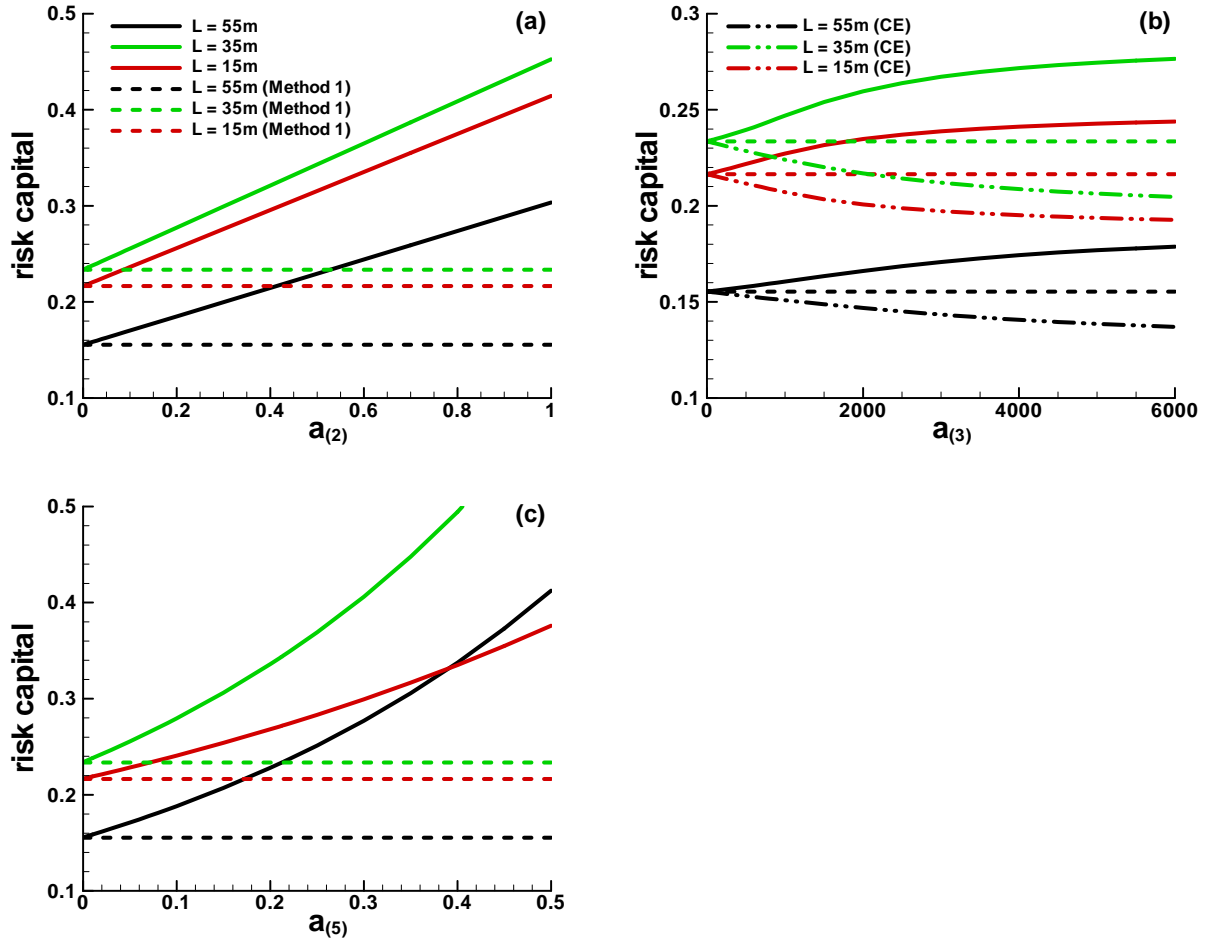 (a)
L = 55m
L = 35m
L = 15m
L = 55m (Method 1)
L = 35m (Method 1)
L = 15m (Method 1)
risk capital
0.5
0.4
0.3
0.2
0.1
0 0.2 0.4 0.6 0.8 1
a(2)
(b)
L = 55m (CE)
L = 35m (CE)
L = 15m (CE)
risk capital
0.3
0.25
0.2
0.15
0.1
0 2000 4000 6000
a(3)
(c)
risk capital
0.5
0.4
0.3
0.2
0.1
0 0.1 0.2 0.3 0.4 0.5
a(5)